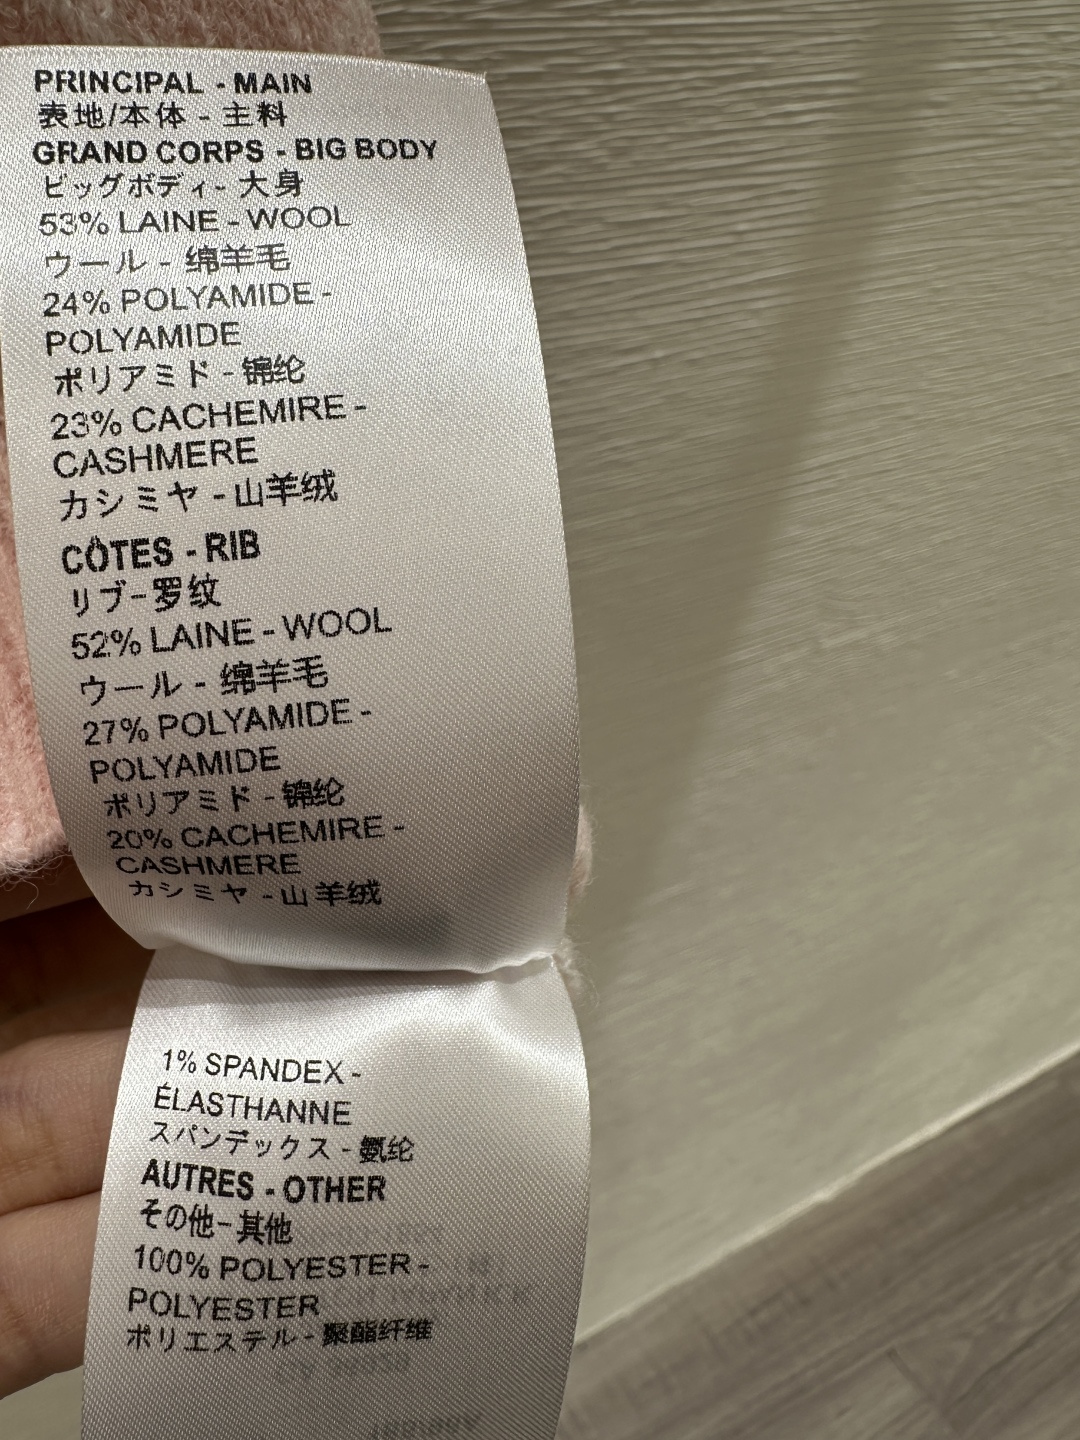 PRINCIPAL - MAIN
表地/本体 - 主料
GRAND CORPS - BIG BODY
ビッグボディ- 大身
53% LAINE - WOOL
ウール - 绵羊毛
24% POLYAMIDE -
POLYAMIDE
ポリアミド - 锦纶
23% CACHEMIRE -
CASHMERE
カシミヤ - 山羊绒
CÔTES - RIB
リブ- 罗纹
52% LAINE - WOOL
ウール - 绵羊毛
27% POLYAMIDE -
POLYAMIDE
ポリアミド - 锦纶
20% CACHEMIRE -
CASHMERE
カシミヤ - 山羊绒
1% SPANDEX -
ÉLASTHANNE
スパンデックス - 氨纶
AUTRES - OTHER
その他- 其他
100% POLYESTER -
POLYESTER
ポリエステル - 聚酯纤维